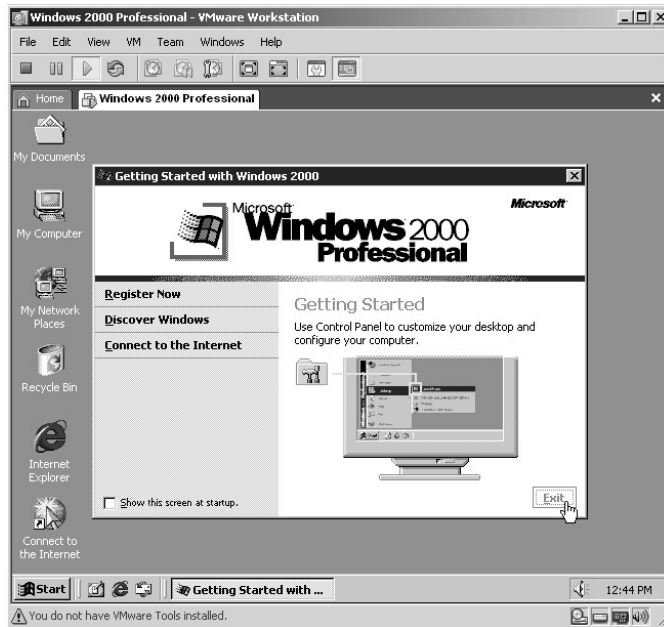 Windows 2000 Professional - VMware Workstation
File Edit View VM Team Windows Help
Home Windows 2000 Professional
My Documents
My Computer
My Network
Places
Recycle Bin
Internet
Explorer
Connect to
the Internet
Getting Started with Windows 2000
Microsoft
Windows 2000
Professional
Microsoft
Register Now
Discover Windows
Connect to the Internet
Show this screen at startup.
Getting Started
Use Control Panel to customize your desktop and
configure your computer.
Start
Exit
Start Getting Started with ... 12:44 PM
You do not have VMware Tools installed.